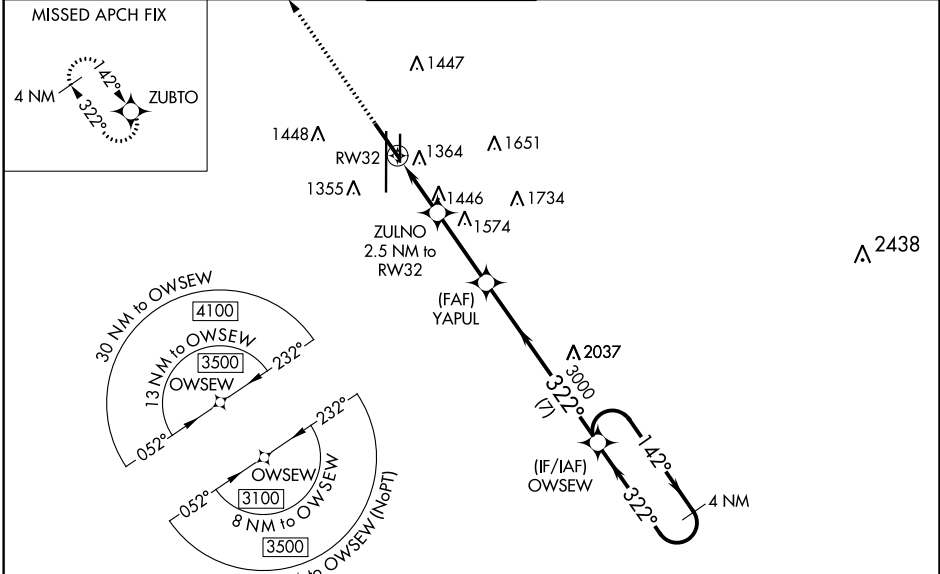 MISSED APCH FIX
4 NM
142°
322°
ZUBTO
1447
1448
RW32
1364
1651
1355
1446
1734
1574
ZULNO
2.5 NM to
RW32
2438
(FAF)
YAPUL
30 NM to OWSEW
4100
13 NM to OWSEW
3500
OWSEW
232°
052°
2037
3000
322°
(7)
(IF/IAF)
OWSEW
142°
322°
4 NM
232°
052°
OWSEW
3100
8 NM to OWSEW
3500
to OWSEW (NoPT)